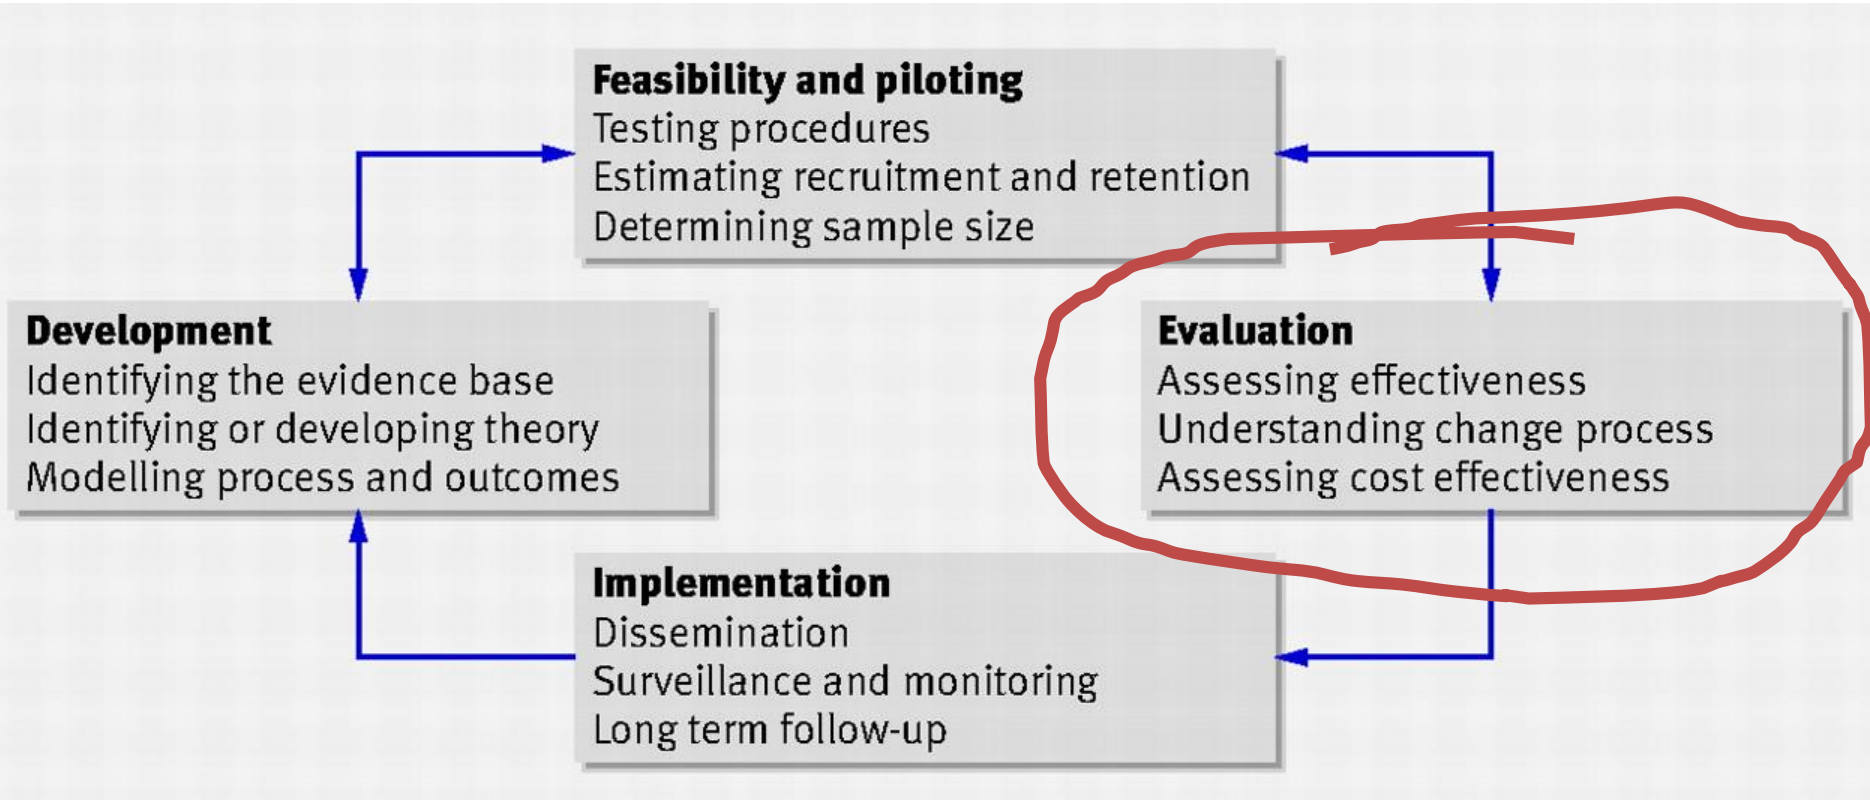 Feasibility and piloting
Testing procedures
Estimating recruitment and retention
Determining sample size
Development
Identifying the evidence base
Identifying or developing theory
Modelling process and outcomes
Evaluation
Assessing effectiveness
Understanding change process
Assessing cost effectiveness
Implementation
Dissemination
Surveillance and monitoring
Long term follow-up